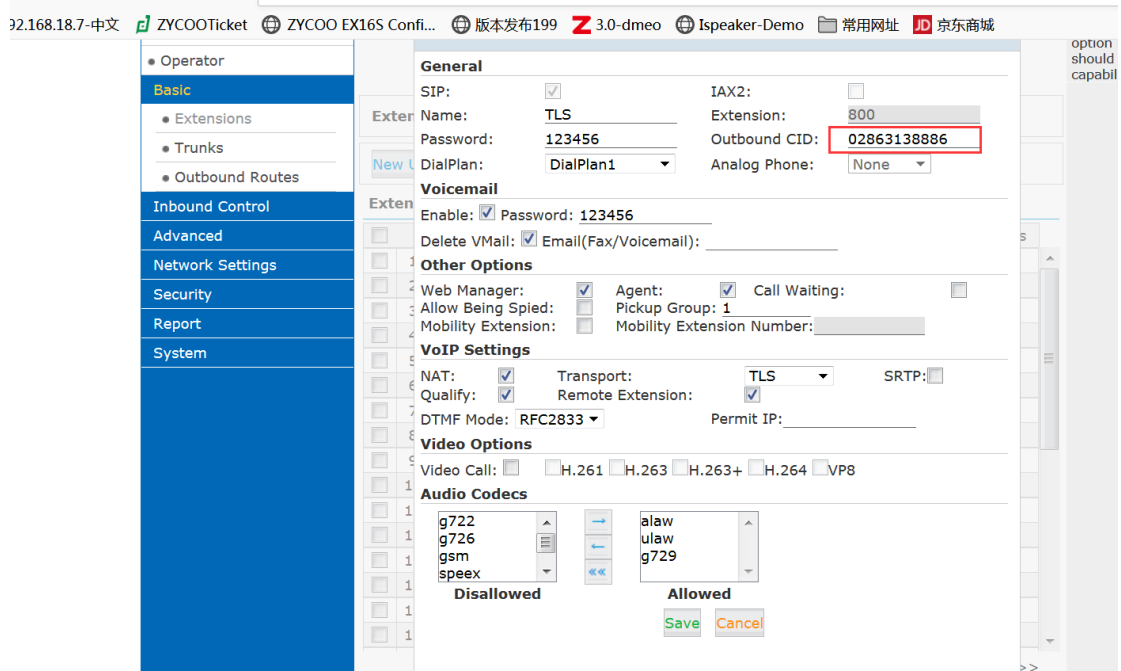 92.168.18.7-中文 ZYCOOTicket ZYCOO EX16S Confi... 版本发布199 3.0-dmeo Ispeaker-Demo 常用网址 JD 京东商城
option
should
capabil
Operator
Basic
Extensions
Trunks
Outbound Routes
Inbound Control
Advanced
Network Settings
Security
Report
System
Exten
New U
Exten
s
General
SIP: IAX2:
Name: TLS Extension: 800
Password: 123456 Outbound CID: 02863138886
DialPlan: DialPlan1 Analog Phone: None
Voicemail
Enable: Password: 123456
Delete VMail: Email(Fax/Voicemail):
Other Options
Web Manager: Agent: Call Waiting:
Allow Being Spied: Pickup Group: 1
Mobility Extension: Mobility Extension Number:
VoIP Settings
NAT: Transport: TLS SRTP:
Qualify: Remote Extension:
DTMF Mode: RFC2833 Permit IP:
Video Options
Video Call: H.261 H.263 H.263+ H.264 VP8
Audio Codecs
g722 → alaw
g726 ← ulaw
gsm «« g729
speex
Disallowed Allowed
Save Cancel
>>